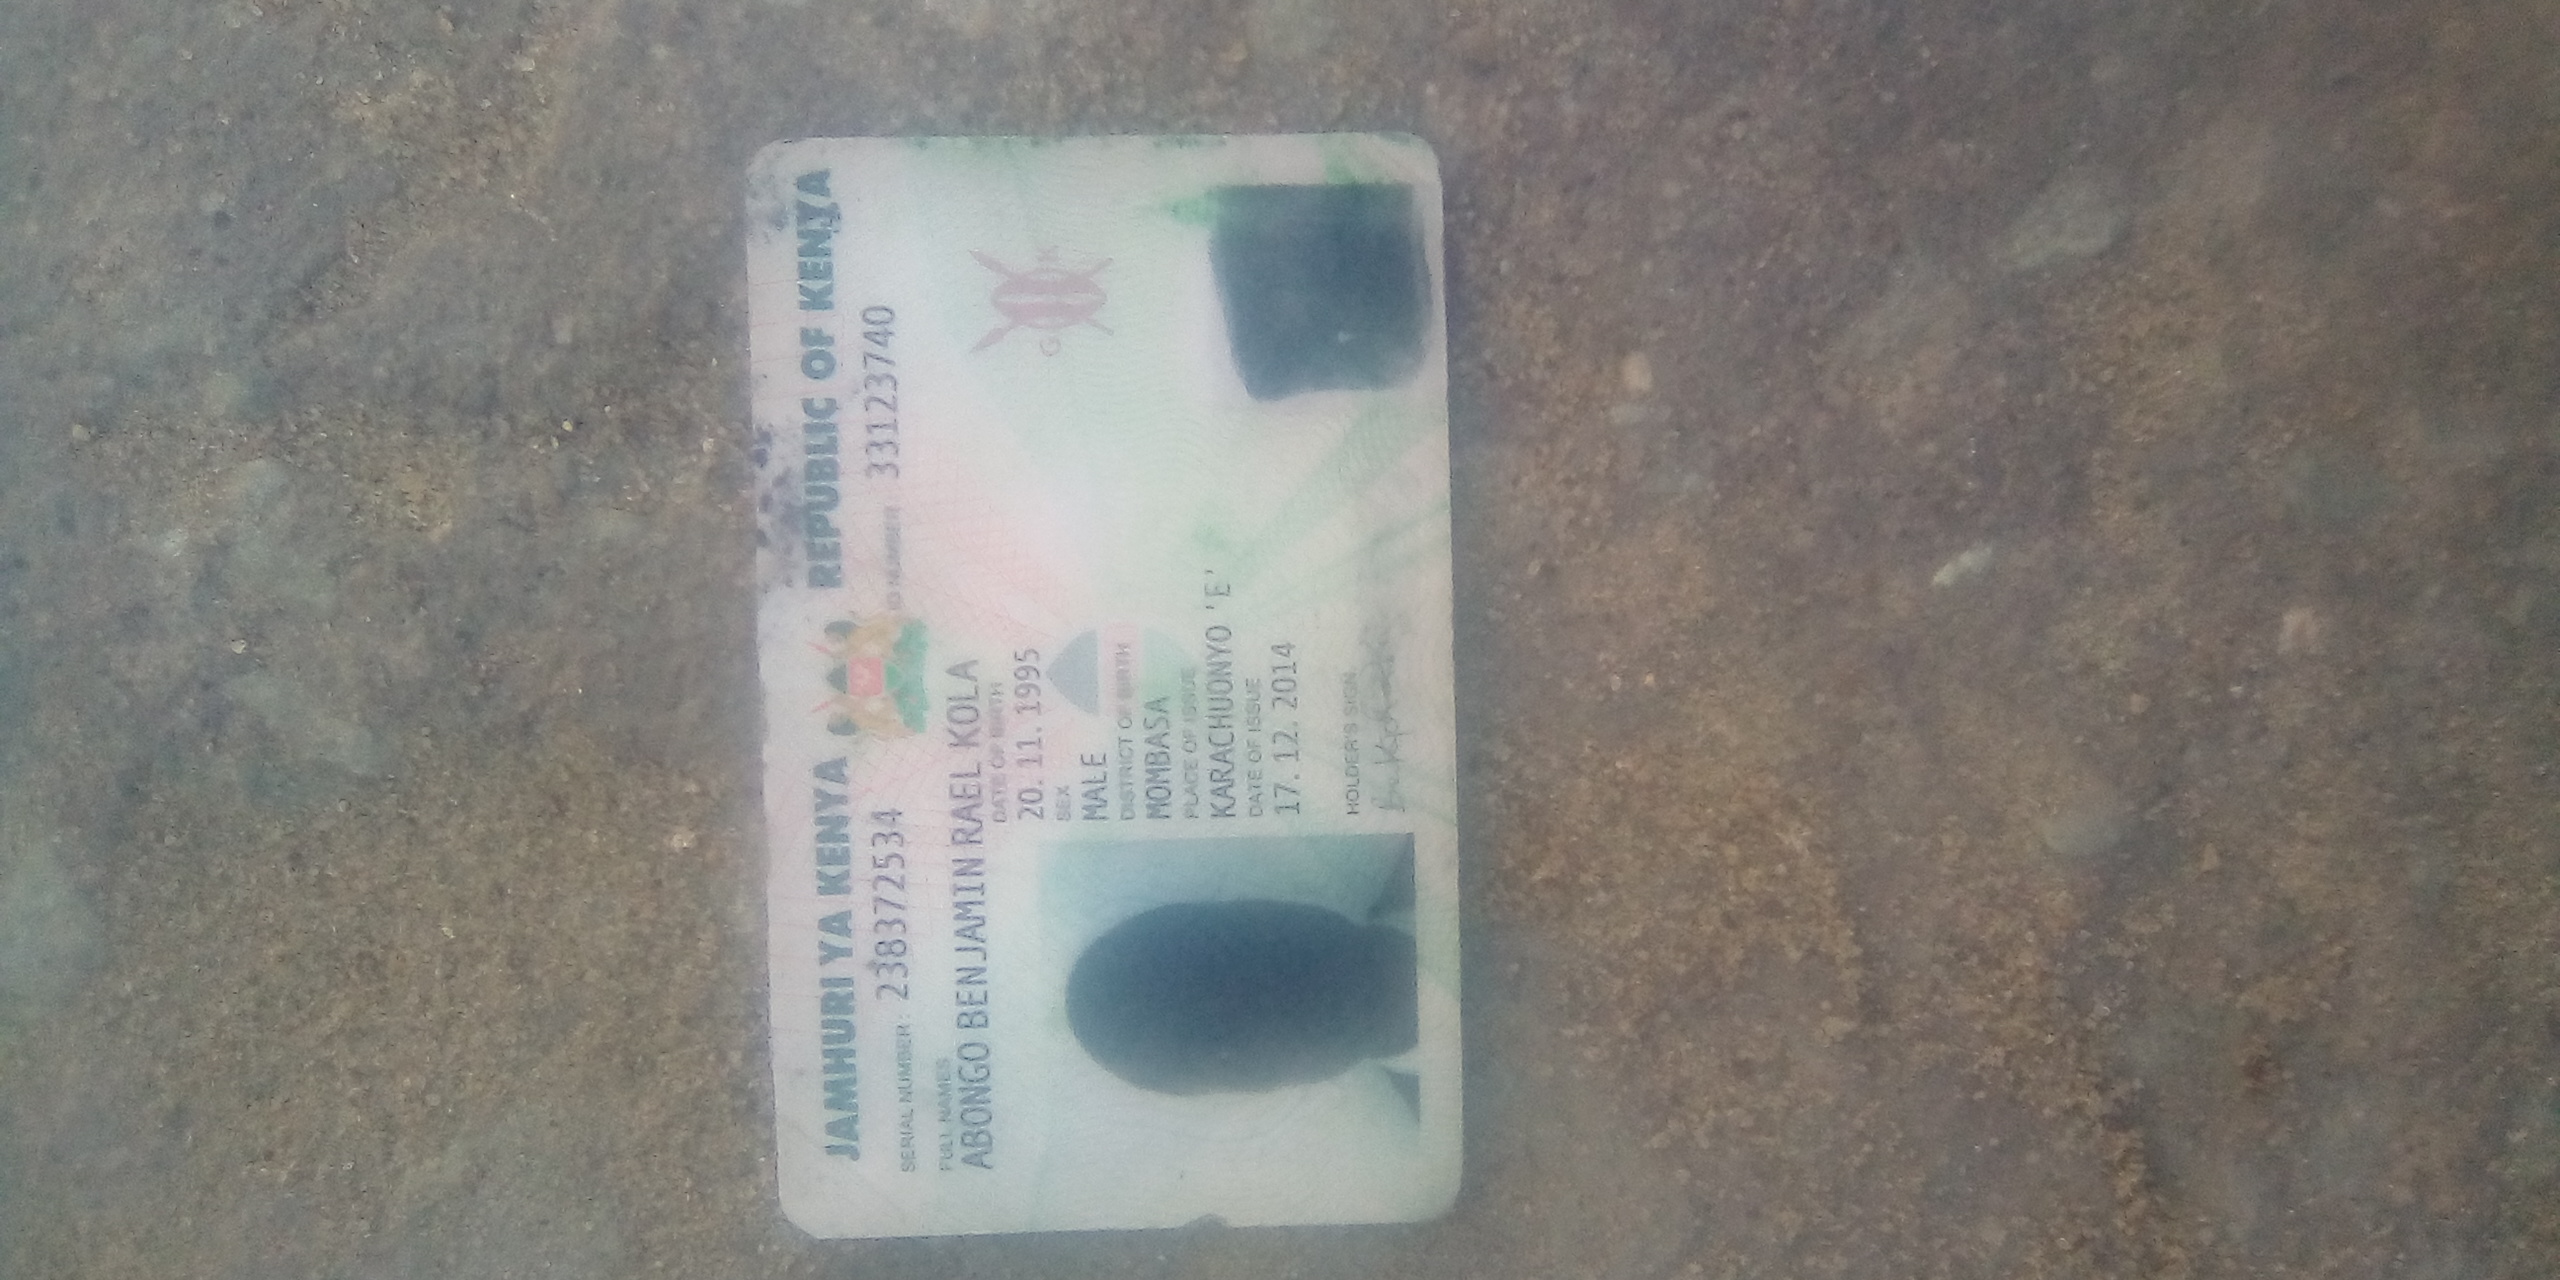 JAMHURI YA KENYA REPUBLIC OF KENYA
SERIAL NUMBER: 238372534 ID NUMBER: 331123740
FULL NAMES
ABONGO BENJAMIN RAEL KOLA
DATE OF BIRTH
20.11.1995
SEX
MALE
DISTRICT OF BIRTH
MOMBASA
PLACE OF ISSUE
KARACHUONYO 'E'
DATE OF ISSUE
17.12.2014
HOLDER'S SIGN.
G K